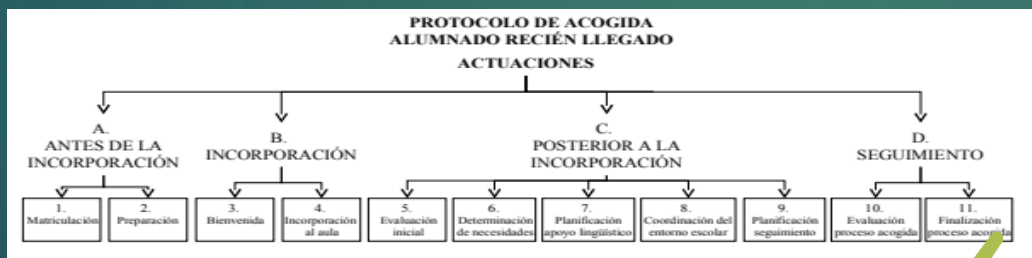 PROTOCOLO DE ACOGIDA
ALUMNADO RECIÉN LLEGADO
ACTUACIONES
A.
ANTES DE LA
INCORPORACIÓN
B.
INCORPORACIÓN
C.
POSTERIOR A LA
INCORPORACIÓN
D.
SEGUIMIENTO
1.
Matriculación
2.
Preparación
3.
Bienvenida
4.
Incorporación
al aula
5.
Evaluación
inicial
6.
Determinación
de necesidades
7.
Planificación
apoyo lingüístico
8.
Coordinación del
entorno escolar
9.
Planificación
seguimiento
10.
Evaluación
proceso acogida
11.
Finalización
proceso acogida